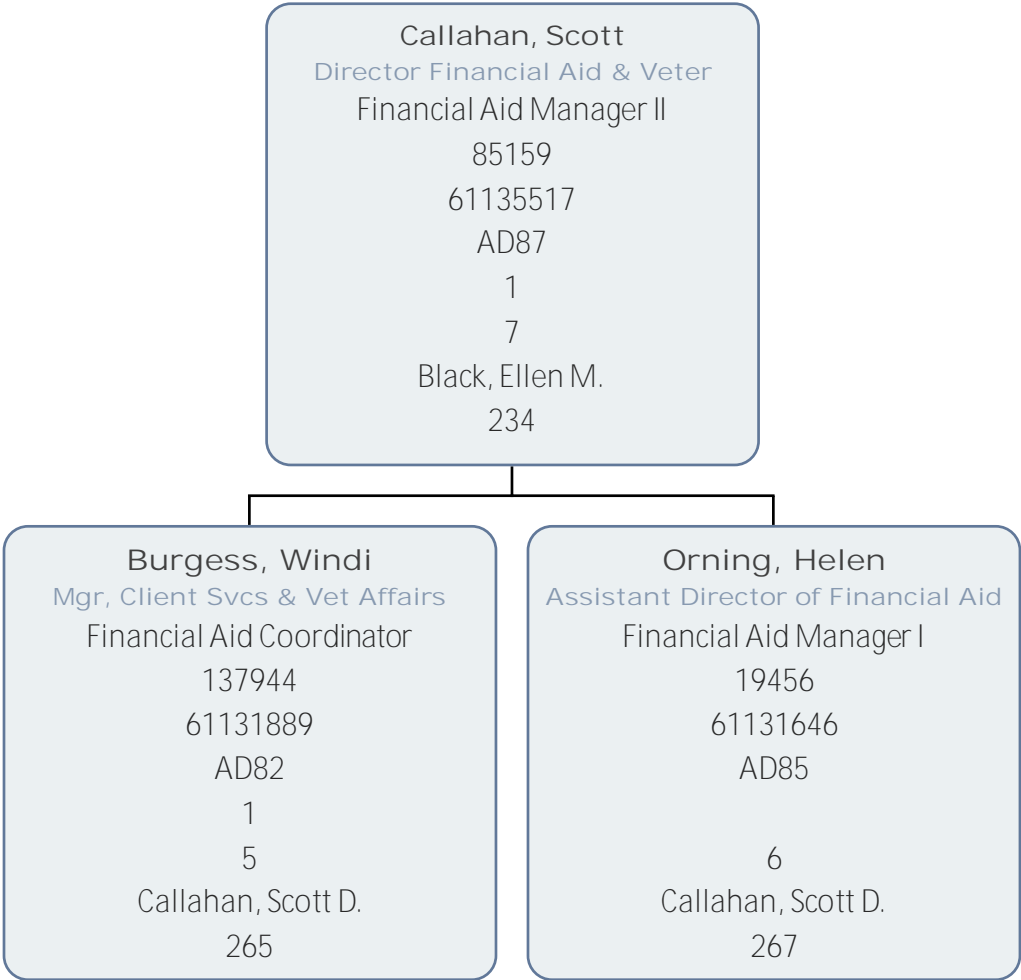 Callahan, Scott
Director Financial Aid & Veter
Financial Aid Manager II
85159
61135517
AD87
1
7
Black, Ellen M.
234
Burgess, Windi
Mgr, Client Svcs & Vet Affairs
Financial Aid Coordinator
137944
61131889
AD82
1
5
Callahan, Scott D.
265
Orning, Helen
Assistant Director of Financial Aid
Financial Aid Manager I
19456
61131646
AD85
6
Callahan, Scott D.
267